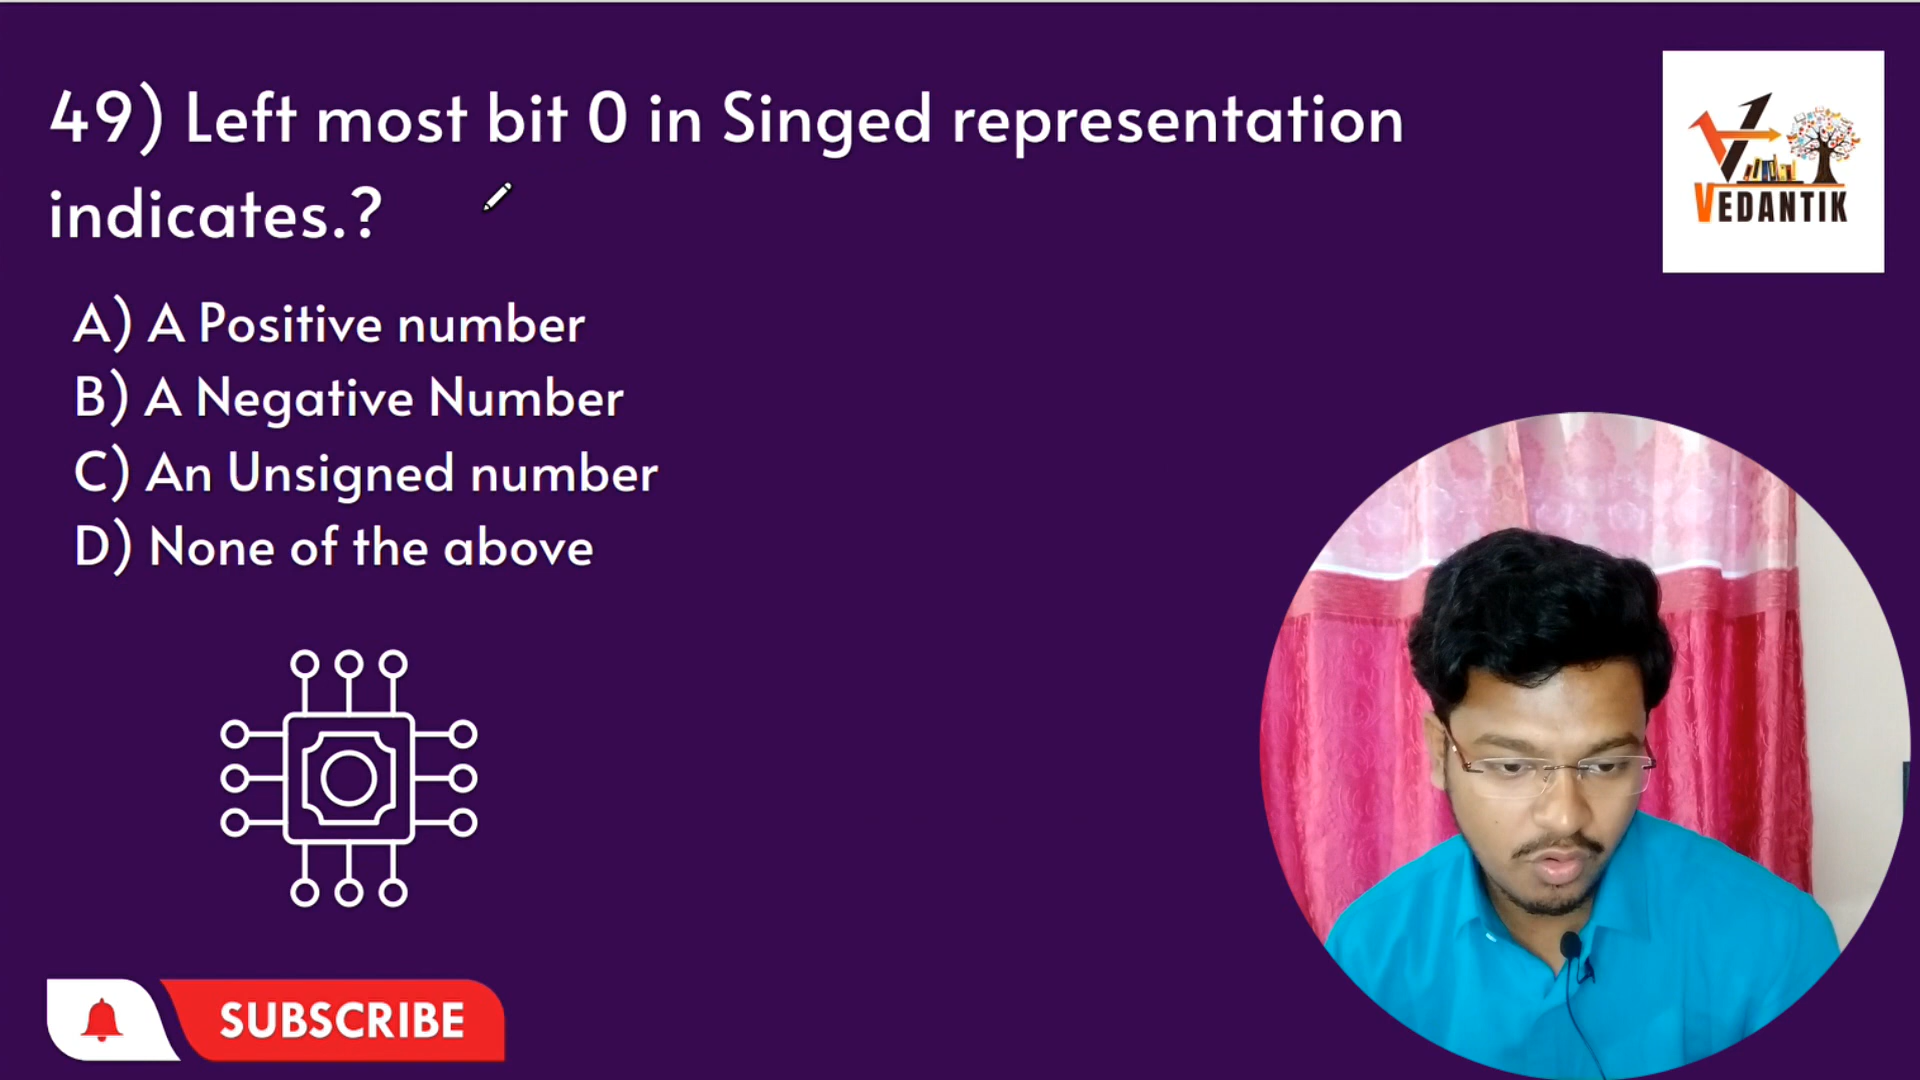 49) Left most bit 0 in Singed representation
indicates.?
A) A Positive number
B) A Negative Number
C) An Unsigned number
D) None of the above
VEDANTIK
SUBSCRIBE